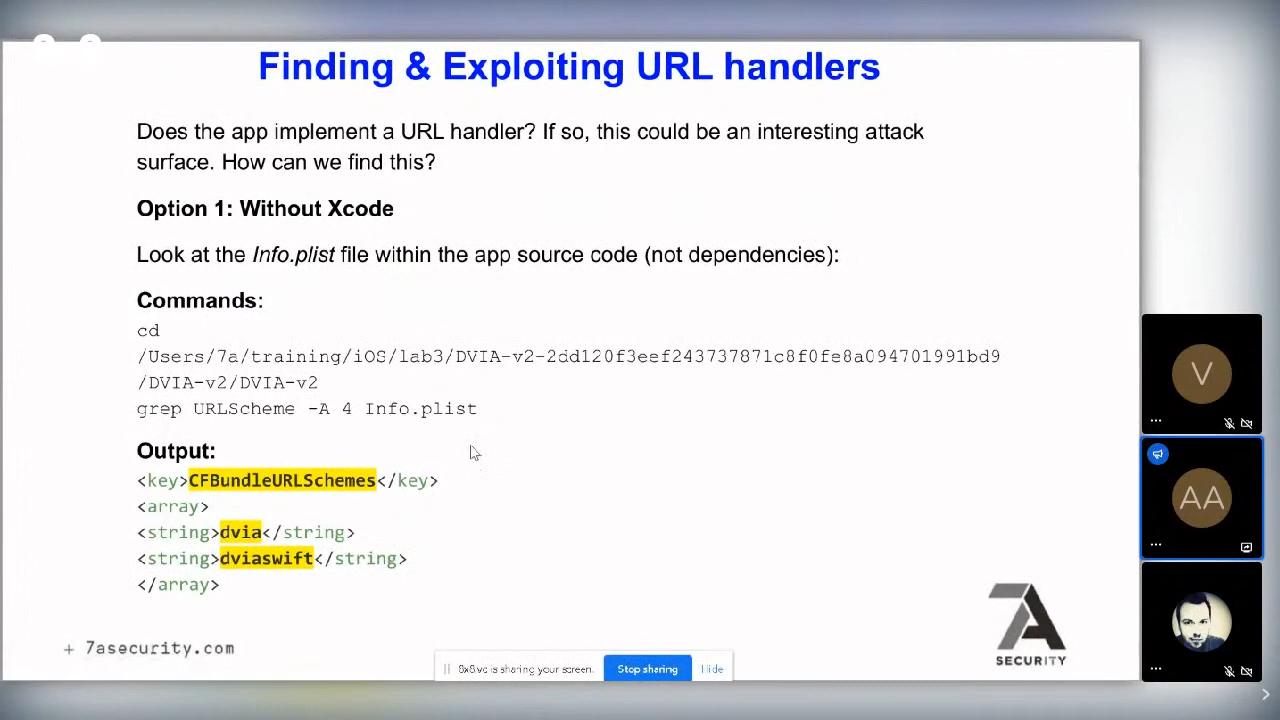 Finding & Exploiting URL handlers
Does the app implement a URL handler? If so, this could be an interesting attack
surface. How can we find this?
Option 1: Without Xcode
Look at the Info.plist file within the app source code (not dependencies):
Commands:
cd
/Users/7a/training/iOS/lab3/DVIA-v2-2dd120f3eef243737871c8f0fe8a094701991bd9
/DVIA-v2/DVIA-v2
grep URLScheme -A 4 Info.plist
Output:
<key>CFBundleURLSchemes</key>
<array>
<string>dvia</string>
<string>dviaswift</string>
</array>
+ 7asecurity.com
7A
SECURITY
8x8.vc is sharing your screen.
Stop sharing
Hide
V
AA